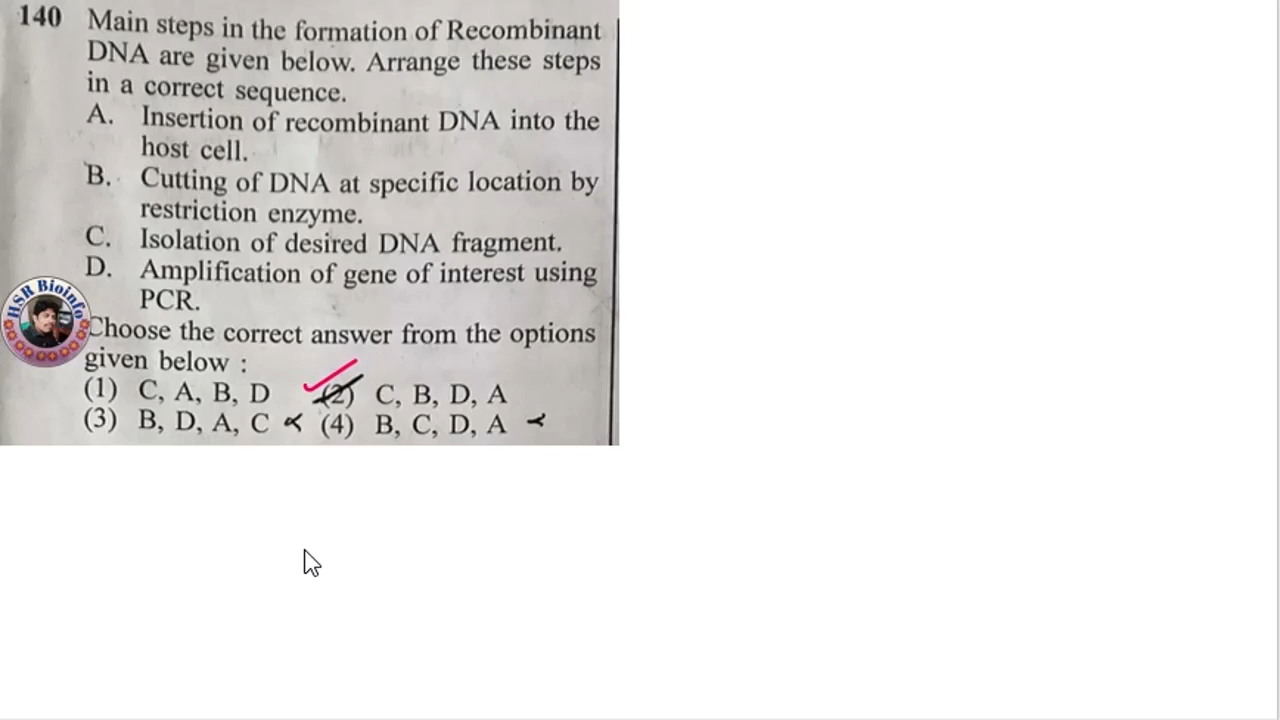 140 Main steps in the formation of Recombinant
DNA are given below. Arrange these steps
in a correct sequence.
A. Insertion of recombinant DNA into the
host cell.
B. Cutting of DNA at specific location by
restriction enzyme.
C. Isolation of desired DNA fragment.
D. Amplification of gene of interest using
PCR.
HSR Bioinfo
Choose the correct answer from the options
given below :
(1) C, A, B, D (2) C, B, D, A
(3) B, D, A, C (4) B, C, D, A